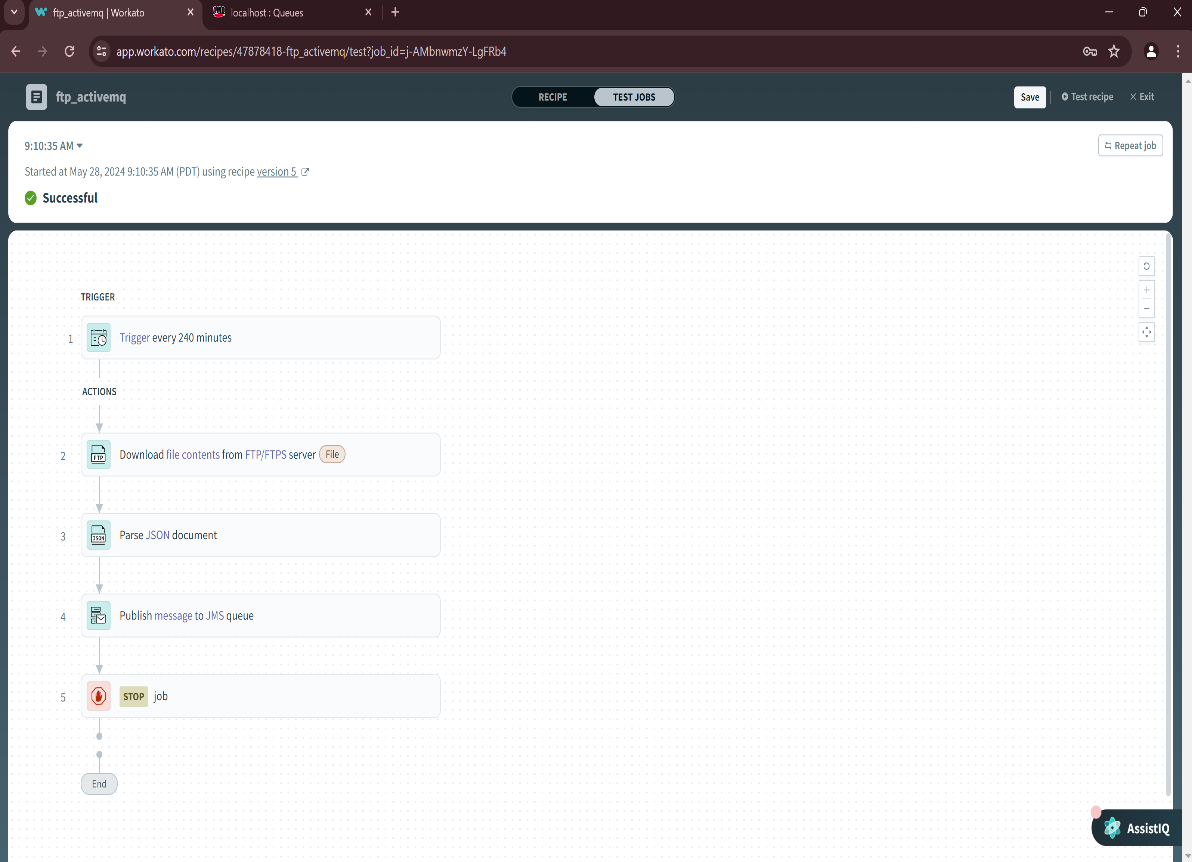 ftp_activemq | Workato
localhost : Queues
app.workato.com/recipes/47878418-ftp_activemq/test?job_id=j-AMbnwmzY-LgFRb4
ftp_activemq
RECIPE
TEST JOBS
Save
Test recipe
Exit
9:10:35 AM
Repeat job
Started at May 28, 2024 9:10:35 AM (PDT) using recipe version 5
Successful
TRIGGER
1 Trigger every 240 minutes
ACTIONS
2 FTP Download file contents from FTP/FTPS server File
3 JSON Parse JSON document
4 Publish message to JMS queue
5 STOP job
End
AssistIQ